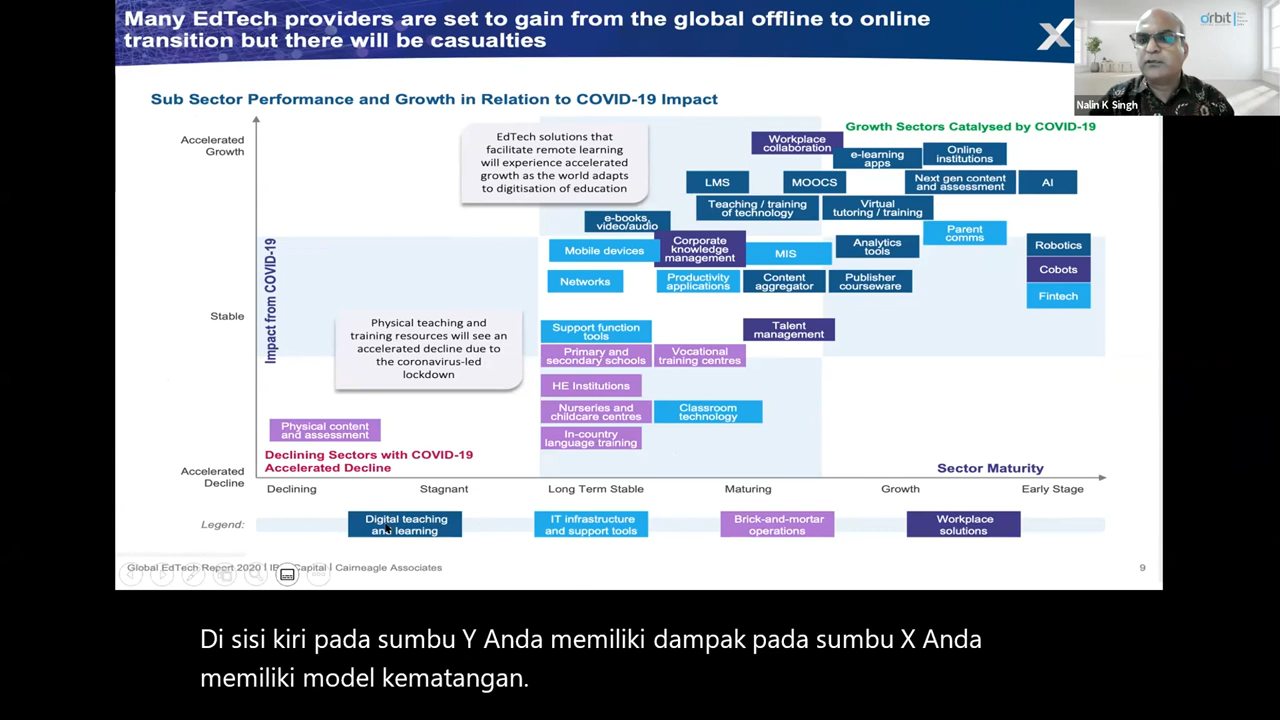 Many EdTech providers are set to gain from the global offline to online
transition but there will be casualties
X
orbit
Nalin K Singh
Sub Sector Performance and Growth in Relation to COVID-19 Impact
Accelerated
Growth
EdTech solutions that
facilitate remote learning
will experience accelerated
growth as the world adapts
to digitisation of education
Growth Sectors Catalysed by COVID-19
Workplace
collaboration
e-learning
apps
Online
institutions
LMS
MOOCS
Next gen content
and assessment
AI
Teaching / training
of technology
Virtual
tutoring / training
e-books,
video/audio
Parent
comms
Mobile devices
Corporate
knowledge
management
MIS
Analytics
tools
Robotics
Cobots
Networks
Productivity
applications
Content
aggregator
Publisher
courseware
Fintech
Impact from COVID-19
Stable
Physical teaching and
training resources will see an
accelerated decline due to
the coronavirus-led
lockdown
Support function
tools
Talent
management
Primary and
secondary schools
Vocational
training centres
HE Institutions
Nurseries and
childcare centres
Classroom
technology
Physical content
and assessment
In-country
language training
Declining Sectors with COVID-19
Accelerated Decline
Accelerated
Decline
Sector Maturity
Declining
Stagnant
Long Term Stable
Maturing
Growth
Early Stage
Legend:
Digital teaching
and learning
IT infrastructure
and support tools
Brick-and-mortar
operations
Workplace
solutions
Global EdTech Report 2020 | IB Capital | Cairneagle Associates
9
Di sisi kiri pada sumbu Y Anda memiliki dampak pada sumbu X Anda
memiliki model kematangan.